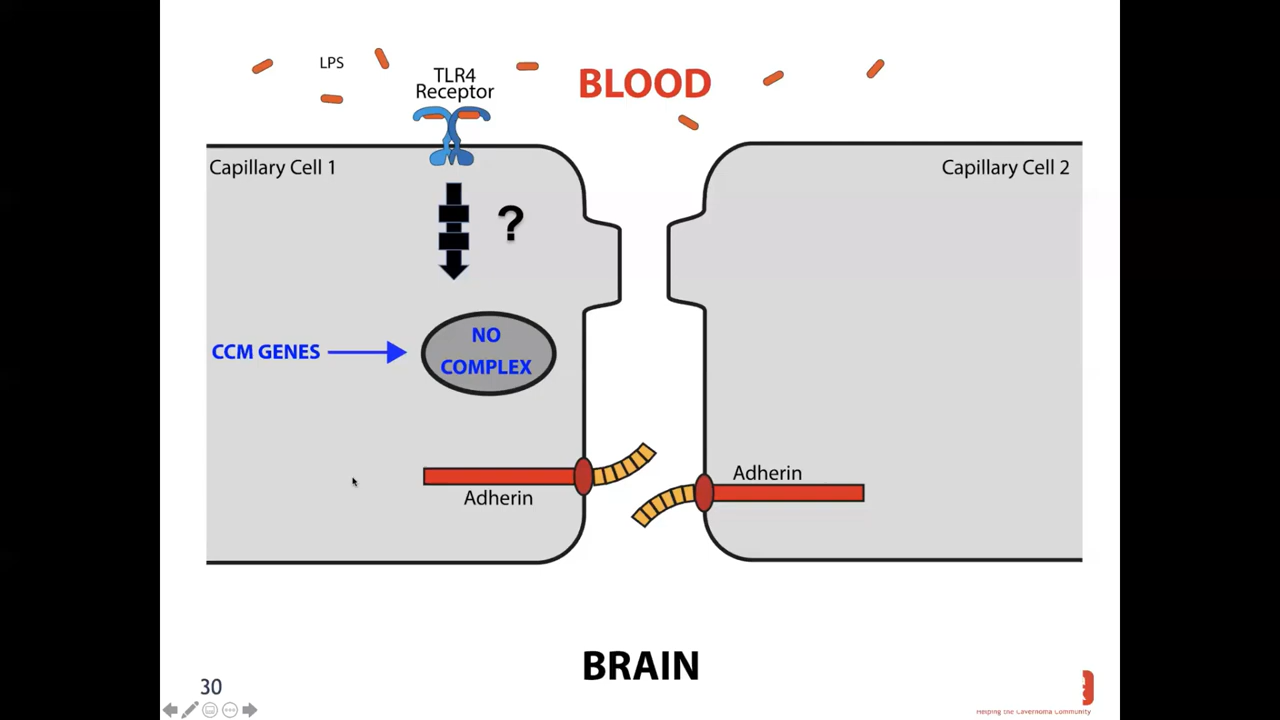 LPS
TLR4
Receptor
BLOOD
Capillary Cell 1
Capillary Cell 2
?
CCM GENES
NO
COMPLEX
Adherin
Adherin
BRAIN
30
Helping the Cavernoma Community